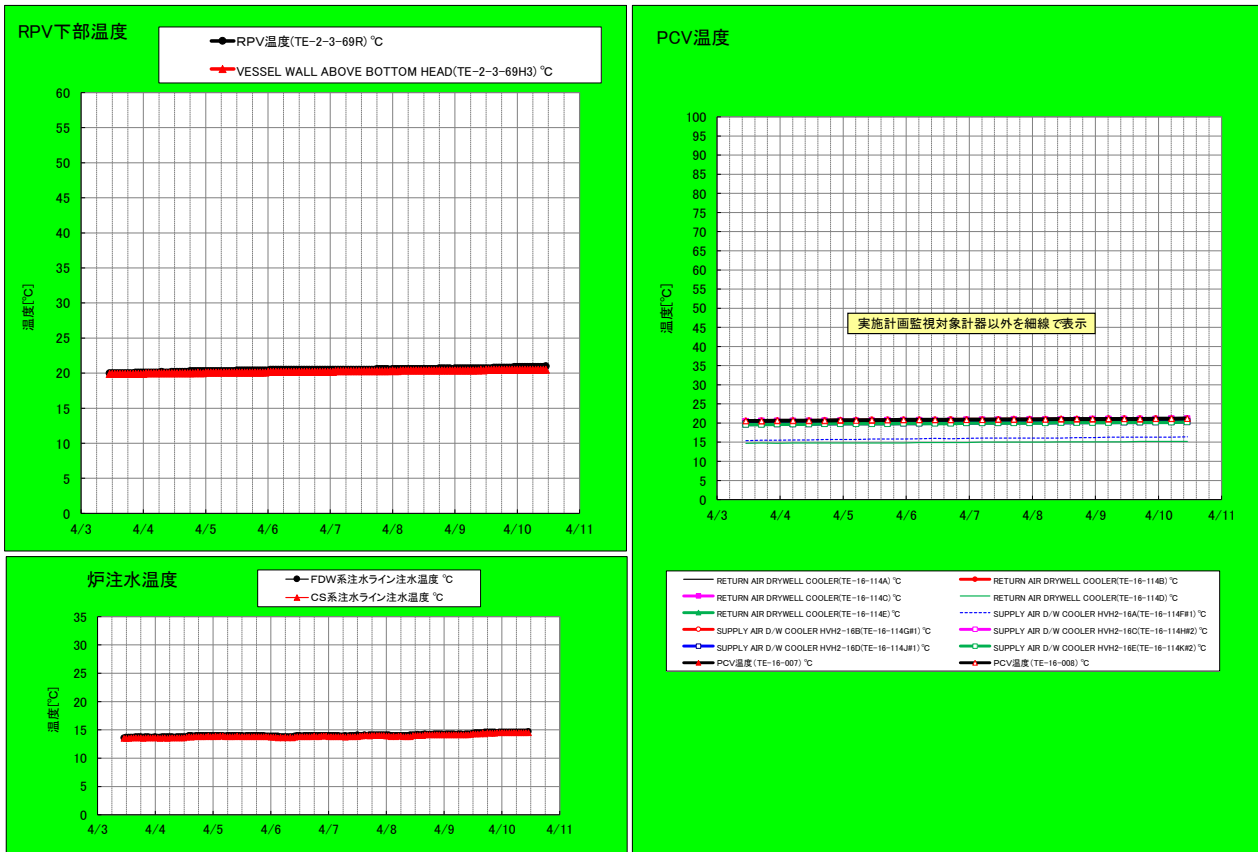 RPV下部温度
RPV温度(TE-2-3-69R) ℃
VESSEL WALL ABOVE BOTTOM HEAD(TE-2-3-69H3) ℃
60
55
50
45
40
35
30
25
20
15
10
5
0
温度[℃]
4/3 4/4 4/5 4/6 4/7 4/8 4/9 4/10 4/11
炉注水温度
FDW系注水ライン注水温度 ℃
CS系注水ライン注水温度 ℃
35
30
25
20
15
10
5
0
温度[℃]
4/3 4/4 4/5 4/6 4/7 4/8 4/9 4/10 4/11
PCV温度
100
95
90
85
80
75
70
65
60
55
50
45
40
35
30
25
20
15
10
5
0
温度[℃]
実施計画監視対象計器以外を細線で表示
4/3 4/4 4/5 4/6 4/7 4/8 4/9 4/10 4/11
RETURN AIR DRYWELL COOLER(TE-16-114A) ℃ RETURN AIR DRYWELL COOLER(TE-16-114B) ℃
RETURN AIR DRYWELL COOLER(TE-16-114C) ℃ RETURN AIR DRYWELL COOLER(TE-16-114D) ℃
RETURN AIR DRYWELL COOLER(TE-16-114E) ℃ SUPPLY AIR D/W COOLER HVH2-16A(TE-16-114F#1) ℃
SUPPLY AIR D/W COOLER HVH2-16B(TE-16-114G#1) ℃ SUPPLY AIR D/W COOLER HVH2-16C(TE-16-114H#2) ℃
SUPPLY AIR D/W COOLER HVH2-16D(TE-16-114J#1) ℃ SUPPLY AIR D/W COOLER HVH2-16E(TE-16-114K#2) ℃
PCV温度(TE-16-007) ℃ PCV温度(TE-16-008) ℃